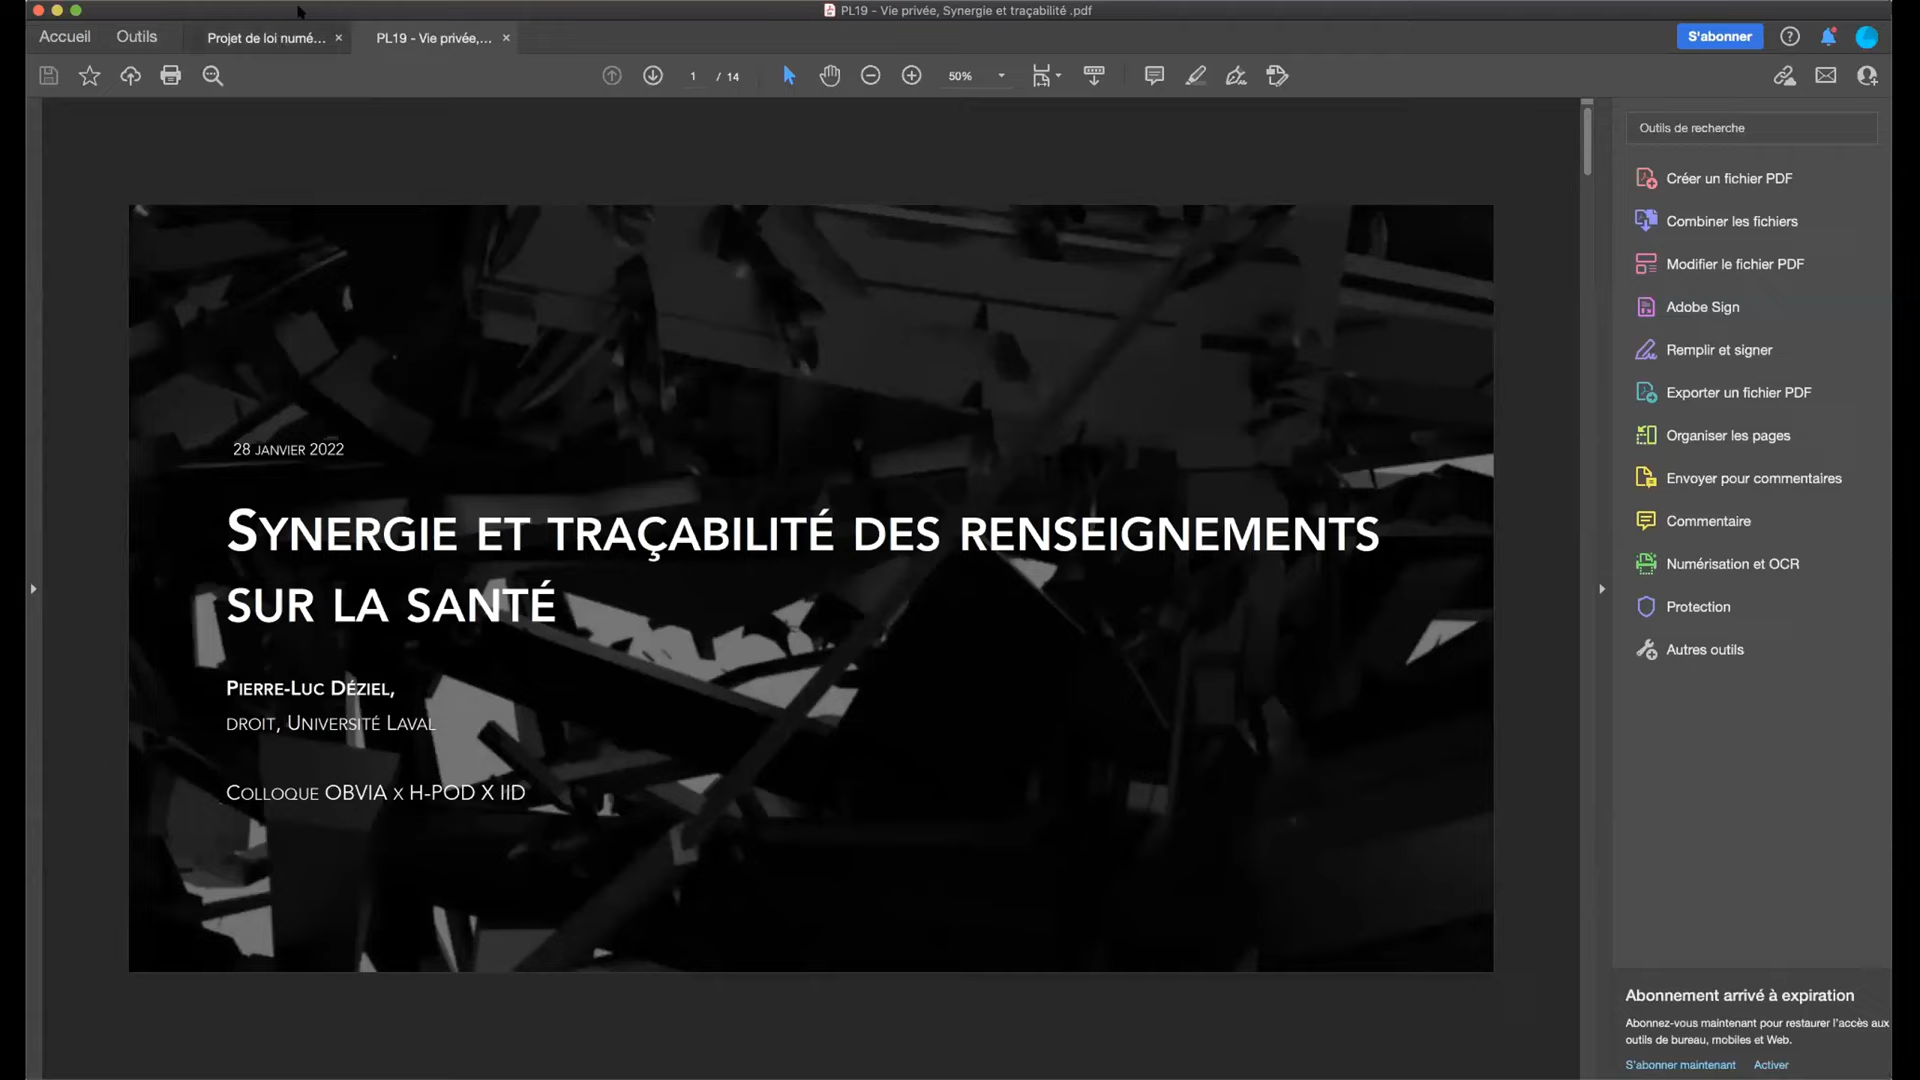 PL19 - Vie privée, Synergie et traçabilité .pdf
Accueil
Outils
Projet de loi numé...
PL19 - Vie privée,...
S'abonner
1 / 14
50%
Outils de recherche
Créer un fichier PDF
Combiner les fichiers
Modifier le fichier PDF
Adobe Sign
Remplir et signer
Exporter un fichier PDF
Organiser les pages
Envoyer pour commentaires
Commentaire
Numérisation et OCR
Protection
Autres outils
28 JANVIER 2022
SYNERGIE ET TRAÇABILITÉ DES RENSEIGNEMENTS
SUR LA SANTÉ
PIERRE-LUC DÉZIEL,
DROIT, UNIVERSITÉ LAVAL
COLLOQUE OBVIA X H-POD X IID
Abonnement arrivé à expiration
Abonnez-vous maintenant pour restaurer l'accès aux
outils de bureau, mobiles et Web.
S'abonner maintenant
Activer